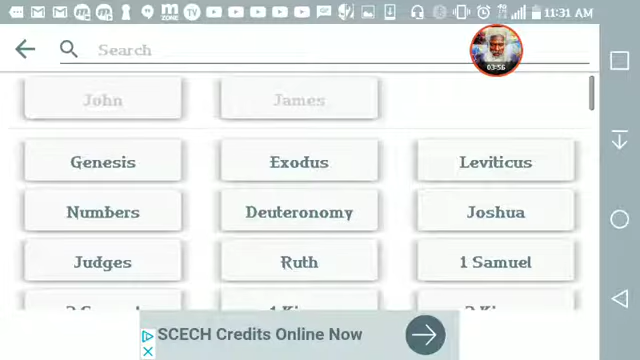 11:31 AM
Search
03:56
John James
Genesis Exodus Leviticus
Numbers Deuteronomy Joshua
Judges Ruth 1 Samuel
SCECH Credits Online Now